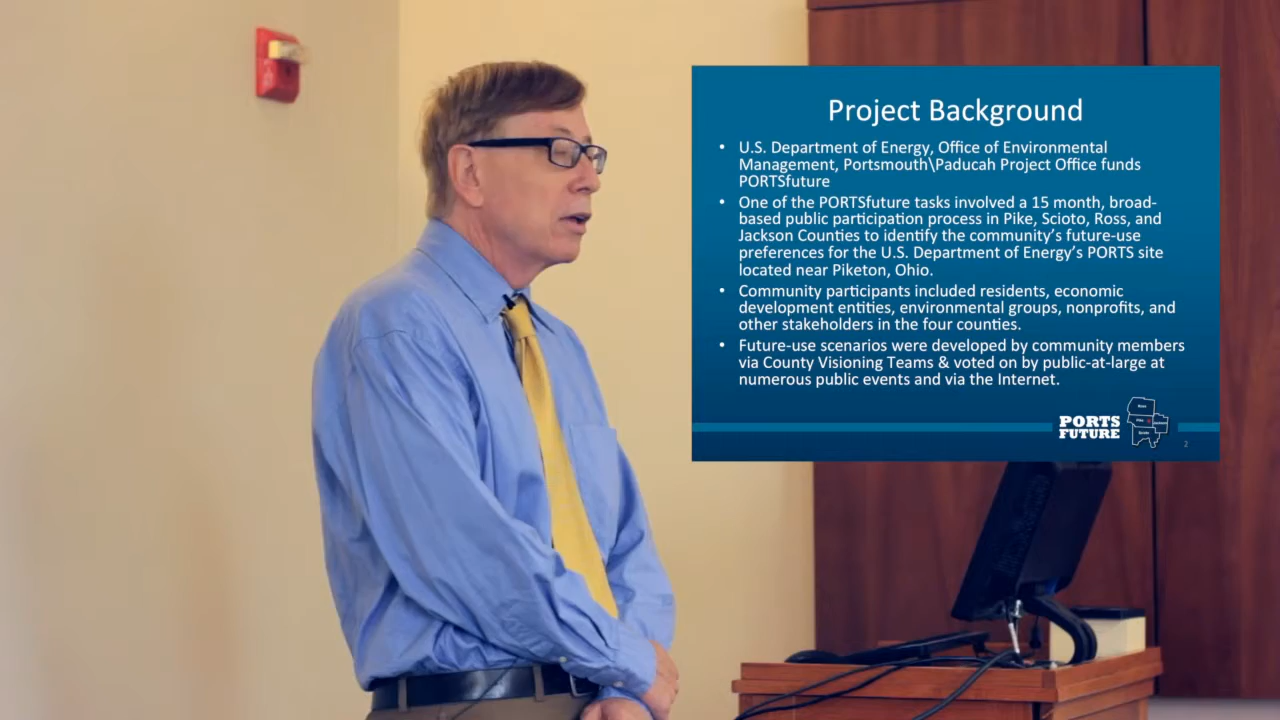 Project Background
• U.S. Department of Energy, Office of Environmental
Management, Portsmouth\Paducah Project Office funds
PORTSfuture
• One of the PORTSfuture tasks involved a 15 month, broad-
based public participation process in Pike, Scioto, Ross, and
Jackson Counties to identify the community's future-use
preferences for the U.S. Department of Energy's PORTS site
located near Piketon, Ohio.
• Community participants included residents, economic
development entities, environmental groups, nonprofits, and
other stakeholders in the four counties.
• Future-use scenarios were developed by community members
via County Visioning Teams & voted on by public-at-large at
numerous public events and via the Internet.
PORTS
FUTURE
Ross
Pike
Scioto
2